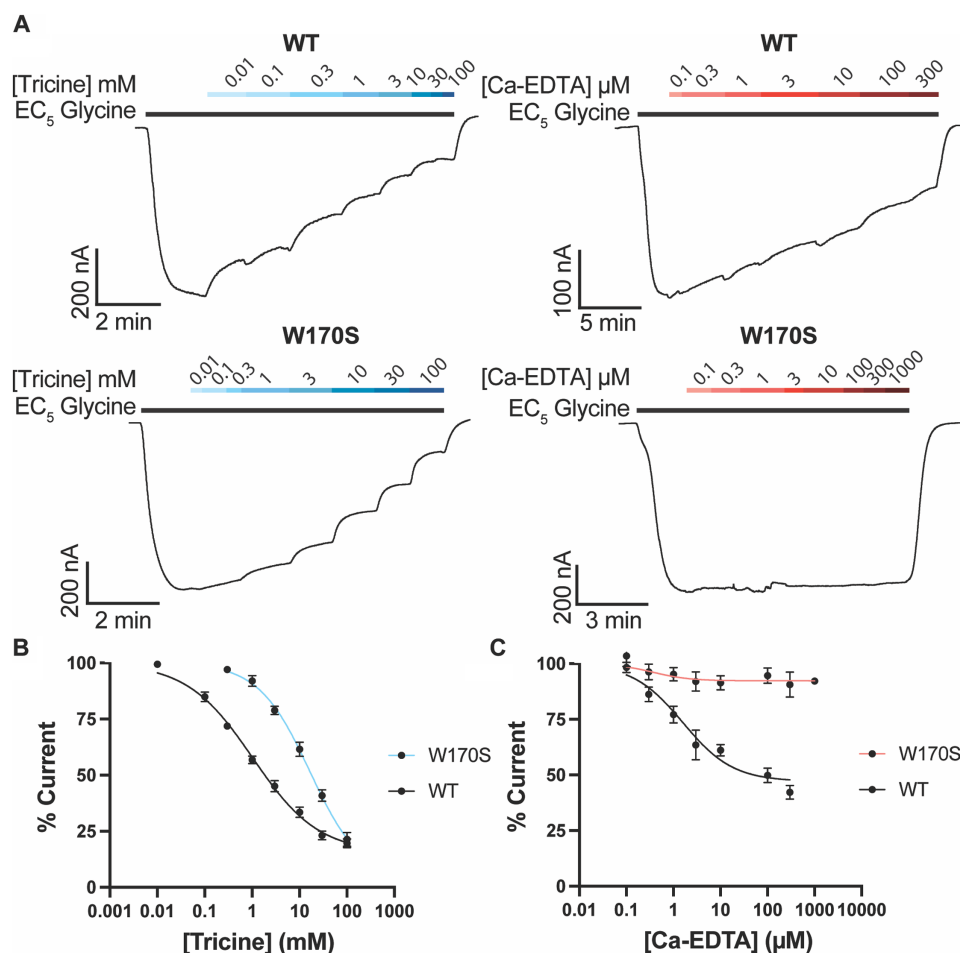 A
WT
[Tricine] mM
0.01 0.1 0.3 1 3 10 30 100
EC5 Glycine
200 nA
2 min
WT
[Ca-EDTA] µM
0.1 0.3 1 3 10 100 300
EC5 Glycine
100 nA
5 min
W170S
[Tricine] mM
0.01 0.1 0.3 1 3 10 30 100
EC5 Glycine
200 nA
2 min
W170S
[Ca-EDTA] µM
0.1 0.3 1 3 10 100 300 1000
EC5 Glycine
200 nA
3 min
B
% Current
100
75
50
25
0
0.001 0.01 0.1 1 10 100 1000
[Tricine] (mM)
W170S
WT
C
% Current
100
75
50
25
0
0.01 0.1 1 10 100 1000 10000
[Ca-EDTA] (µM)
W170S
WT